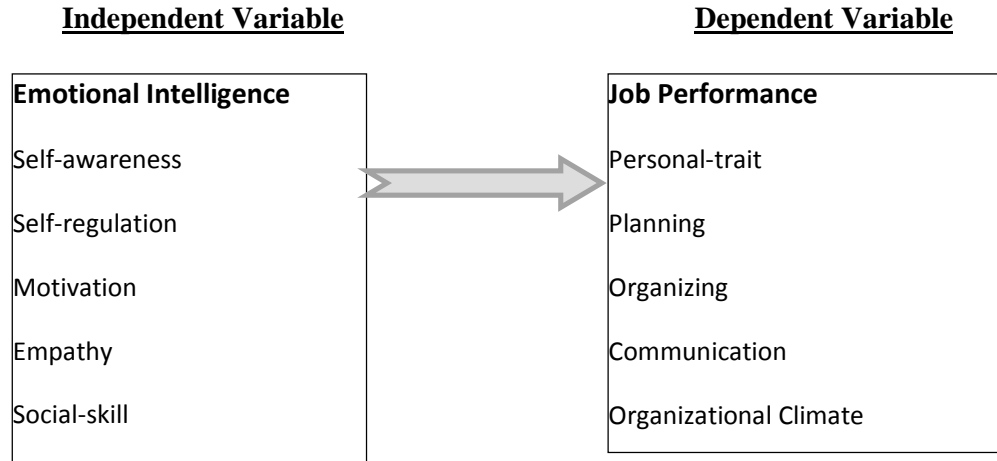 Independent Variable
Dependent Variable
Emotional Intelligence
Self-awareness
Self-regulation
Motivation
Empathy
Social-skill
Job Performance
Personal-trait
Planning
Organizing
Communication
Organizational Climate